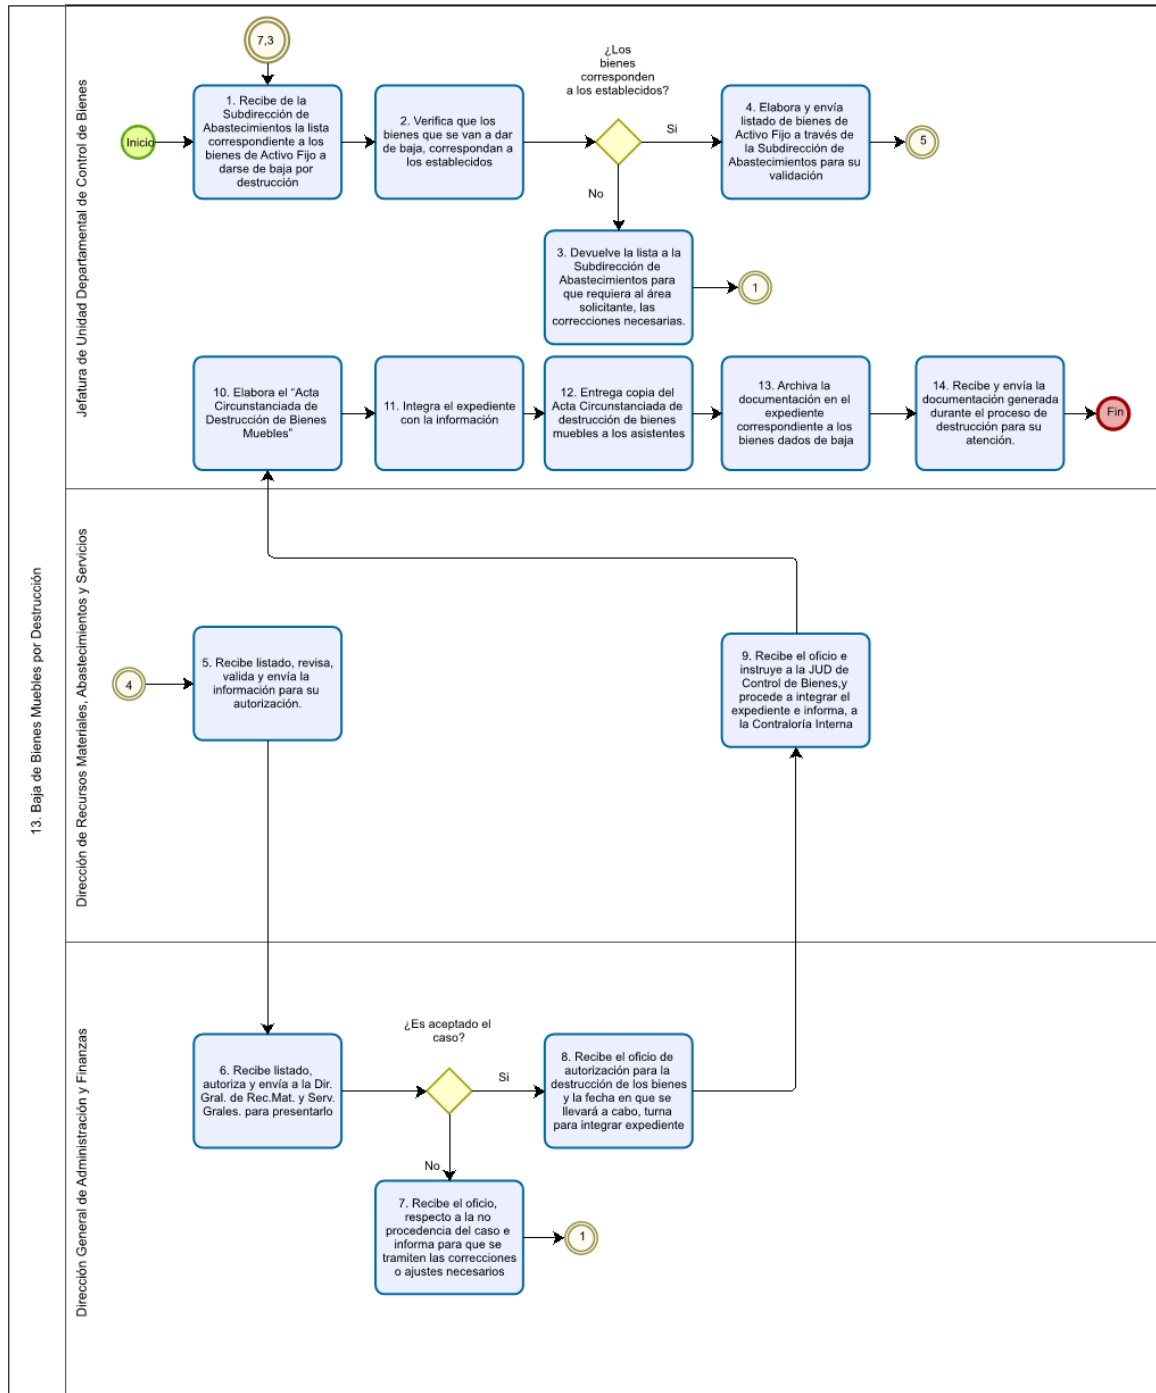 13. Baja de Bienes Muebles por Destrucción
Jefatura de Unidad Departamental de Control de Bienes
7,3
Inicio
1. Recibe de la
Subdirección de
Abastecimientos la lista
correspondiente a los
bienes de Activo Fijo a
darse de baja por
destrucción
2. Verifica que los
bienes que se van a dar
de baja, correspondan a
los establecidos
¿Los
bienes
corresponden
a los establecidos?
Si
No
4. Elabora y envía
listado de bienes de
Activo Fijo a través de
la Subdirección de
Abastecimientos para su
validación
5
3. Devuelve la lista a la
Subdirección de
Abastecimientos para
que requiera al área
solicitante, las
correcciones necesarias.
1
10. Elabora el “Acta
Circunstanciada de
Destrucción de Bienes
Muebles”
11. Integra el expediente
con la información
12. Entrega copia del
Acta Circunstanciada de
destrucción de bienes
muebles a los asistentes
13. Archiva la
documentación en el
expediente
correspondiente a los
bienes dados de baja
14. Recibe y envía la
documentación generada
durante el proceso de
destrucción para su
atención.
Fin
Dirección de Recursos Materiales, Abastecimientos y Servicios
4
5. Recibe listado, revisa,
valida y envía la
información para su
autorización.
9. Recibe el oficio e
instruye a la JUD de
Control de Bienes,y
procede a integrar el
expediente e informa, a
la Contraloría Interna
Dirección General de Administración y Finanzas
6. Recibe listado,
autoriza y envía a la Dir.
Gral. de Rec.Mat. y Serv.
Grales. para presentarlo
¿Es aceptado el
caso?
Si
No
8. Recibe el oficio de
autorización para la
destrucción de los bienes
y la fecha en que se
llevará a cabo, turna
para integrar expediente
7. Recibe el oficio,
respecto a la no
procedencia del caso e
informa para que se
tramiten las correcciones
o ajustes necesarios
1